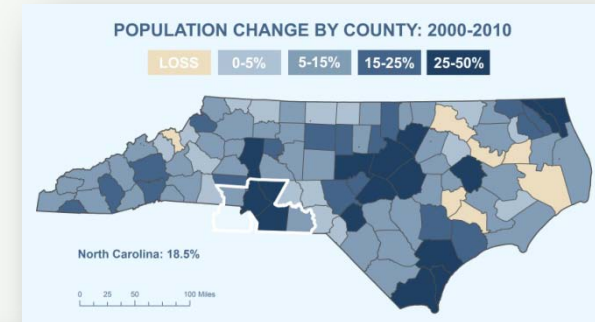 POPULATION CHANGE BY COUNTY: 2000-2010
LOSS 0-5% 5-15% 15-25% 25-50%
North Carolina: 18.5%
0 25 50 100 Miles